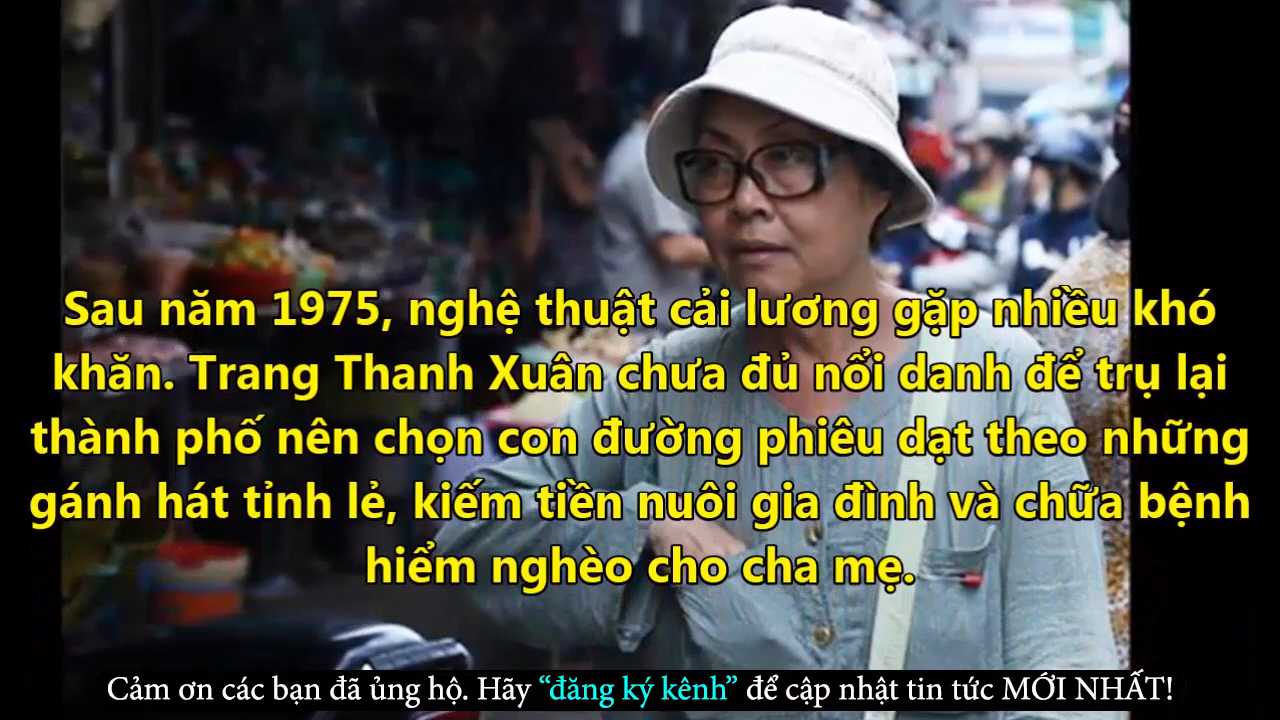 Sau năm 1975, nghệ thuật cải lương gặp nhiều khó
khăn. Trang Thanh Xuân chưa đủ nổi danh để trụ lại
thành phố nên chọn con đường phiêu dạt theo những
gánh hát tỉnh lẻ, kiếm tiền nuôi gia đình và chữa bệnh
hiểm nghèo cho cha mẹ.
Cảm ơn các bạn đã ủng hộ. Hãy “đăng ký kênh” để cập nhật tin tức MỚI NHẤT!